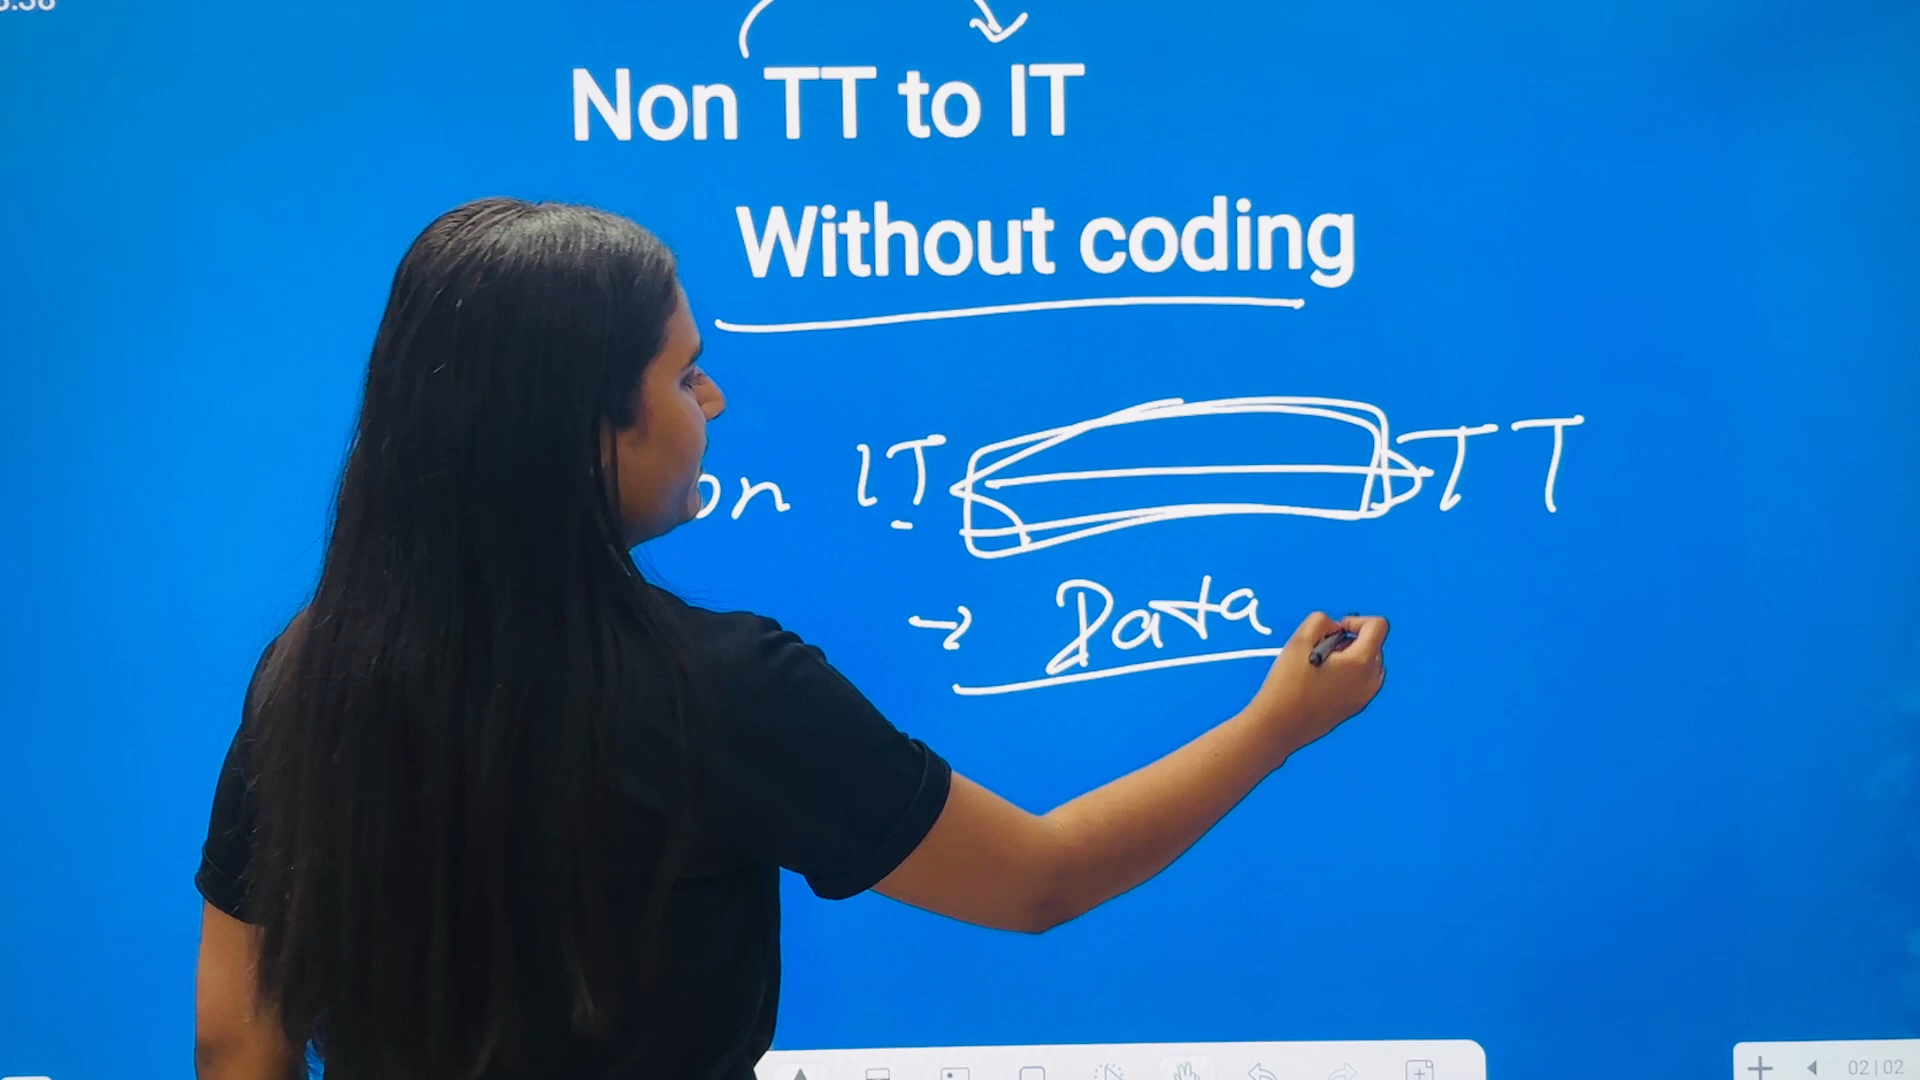 Non TT to IT
Without coding
on IT TT
→ Data
02|02